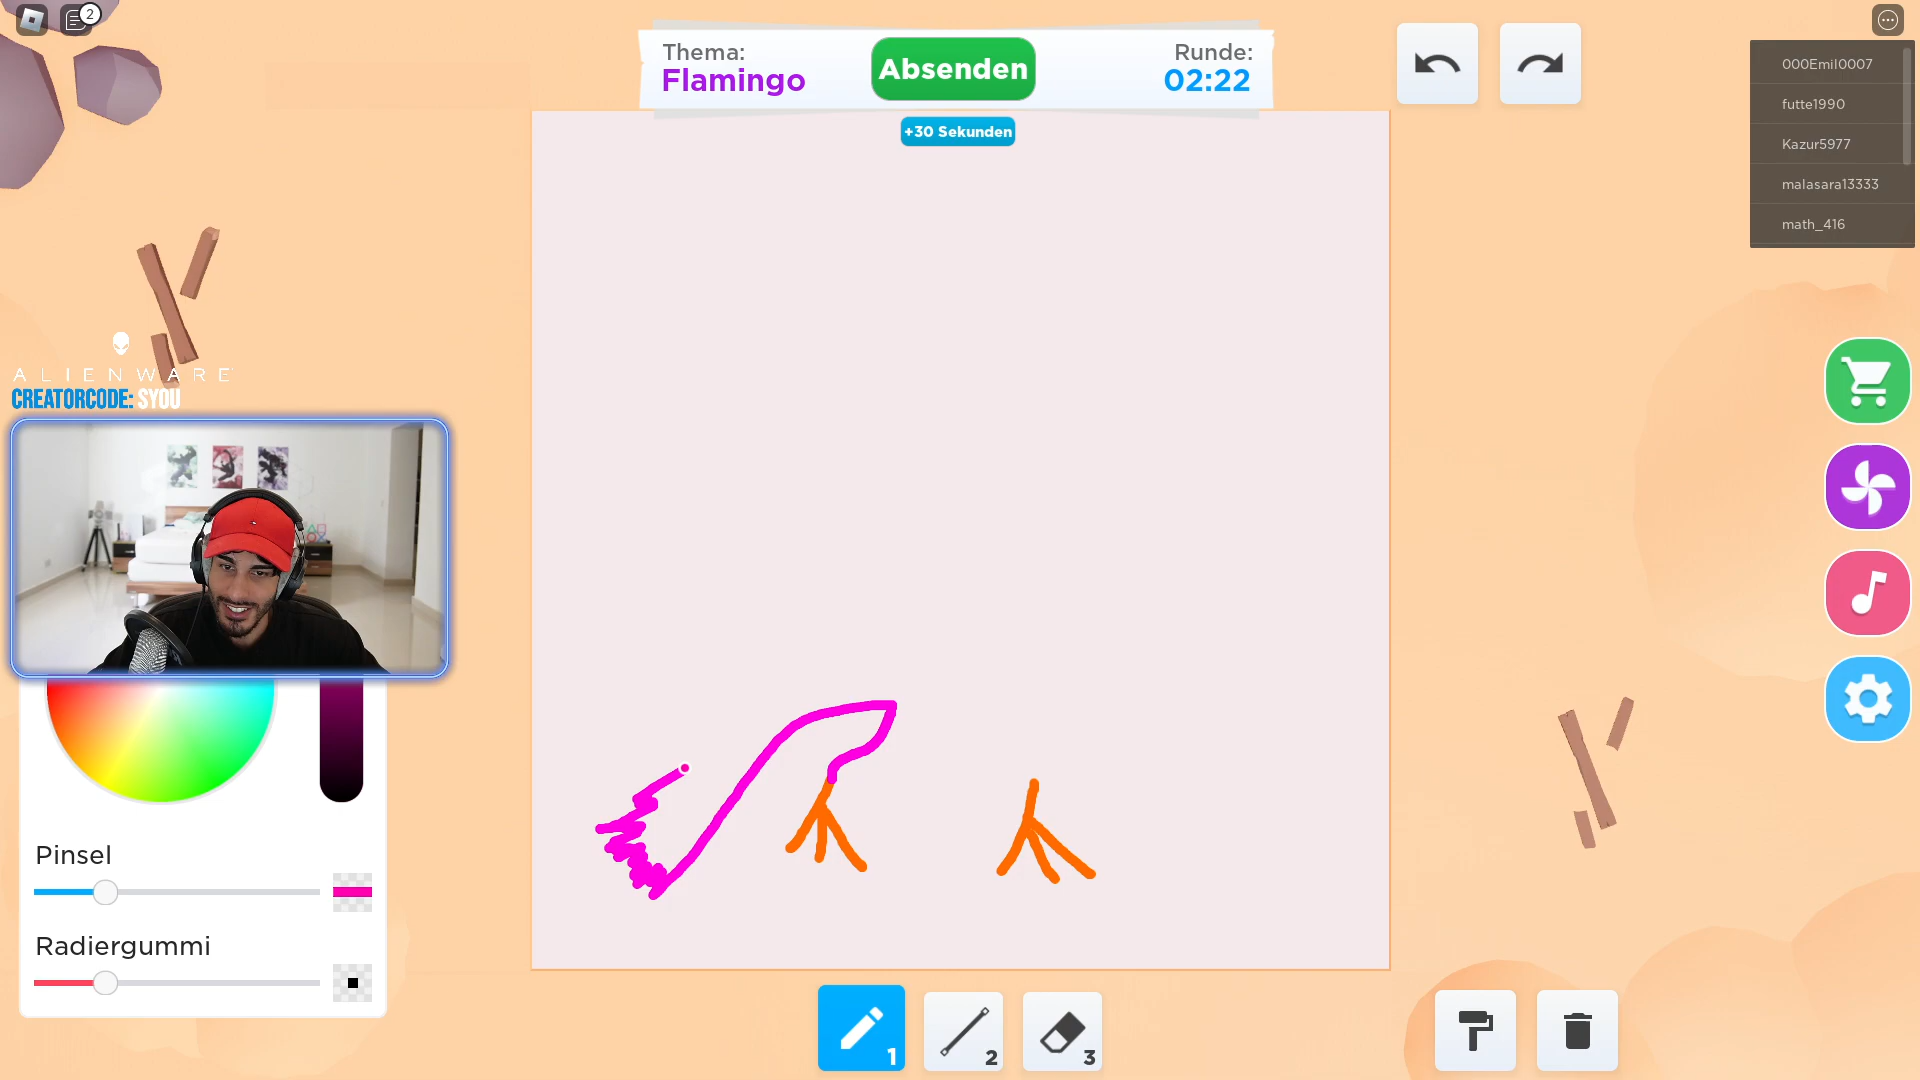 2
Thema:
Flamingo
Absenden
Runde:
02:22
+30 Sekunden
000Emil0007
futte1990
Kazur5977
malasara13333
math_416
ALIENWARE
CREATORCODE: SYOU
Pinsel
Radiergummi
1
2
3